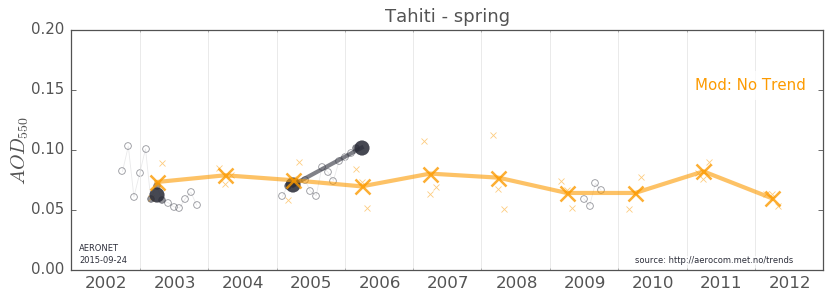 Tahiti - spring
0.20
0.15
0.10
0.05
0.00
AOD550
Mod: No Trend
AERONET
2015-09-24
source: http://aerocom.met.no/trends
2002 2003 2004 2005 2006 2007 2008 2009 2010 2011 2012